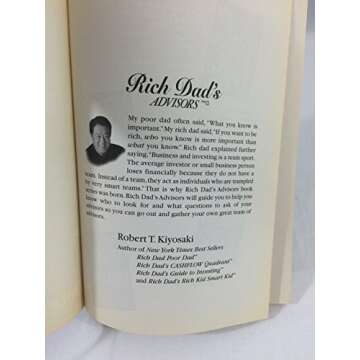 Rich Dad's
ADVISORS™
My poor dad often said, "What you know is
important." My rich dad said, "If you want to be
rich, who you know is more important than
what you know." Rich dad explained further
saying, "Business and investing is a team sport.
The average investor or small business person
loses financially because they do not have a
team. Instead of a team, they act as individuals who are trampled
by very smart teams." That is why Rich Dad's Advisors book
series was born. Rich Dad's Advisors will guide you to help you
know who to look for and what questions to ask of your
advisors so you can go out and gather your own great team of
Robert T. Kiyosaki
Author of New York Times Best Sellers
Rich Dad Poor Dad™
Rich Dad's CASHFLOW Quadrant™
Rich Dad's Guide to Investing™
and Rich Dad's Rich Kid Smart Kid™